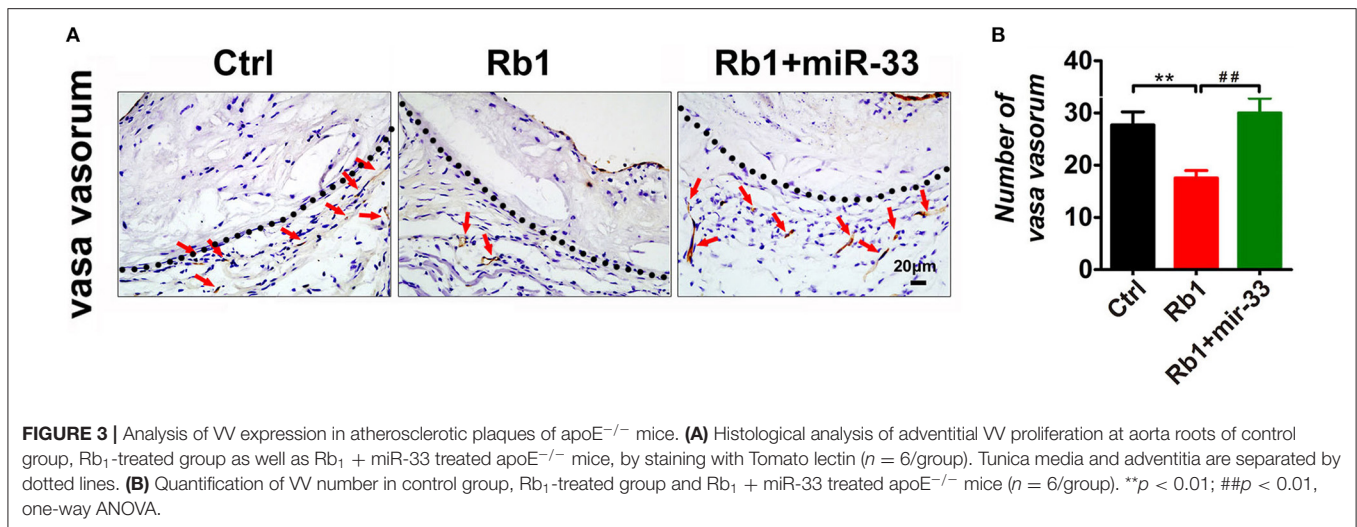 A
Ctrl
Rb1
Rb1+miR-33
vasa vasorum
20μm
B
Number of
vasa vasorum
40
30
20
10
0
**
##
Ctrl
Rb1
Rb1+mir-33
FIGURE 3 | Analysis of VV expression in atherosclerotic plaques of apoE−/− mice. (A) Histological analysis of adventitial VV proliferation at aorta roots of control
group, Rb1-treated group as well as Rb1 + miR-33 treated apoE−/− mice, by staining with Tomato lectin (n = 6/group). Tunica media and adventitia are separated by
dotted lines. (B) Quantification of VV number in control group, Rb1-treated group and Rb1 + miR-33 treated apoE−/− mice (n = 6/group). **p < 0.01; ##p < 0.01,
one-way ANOVA.